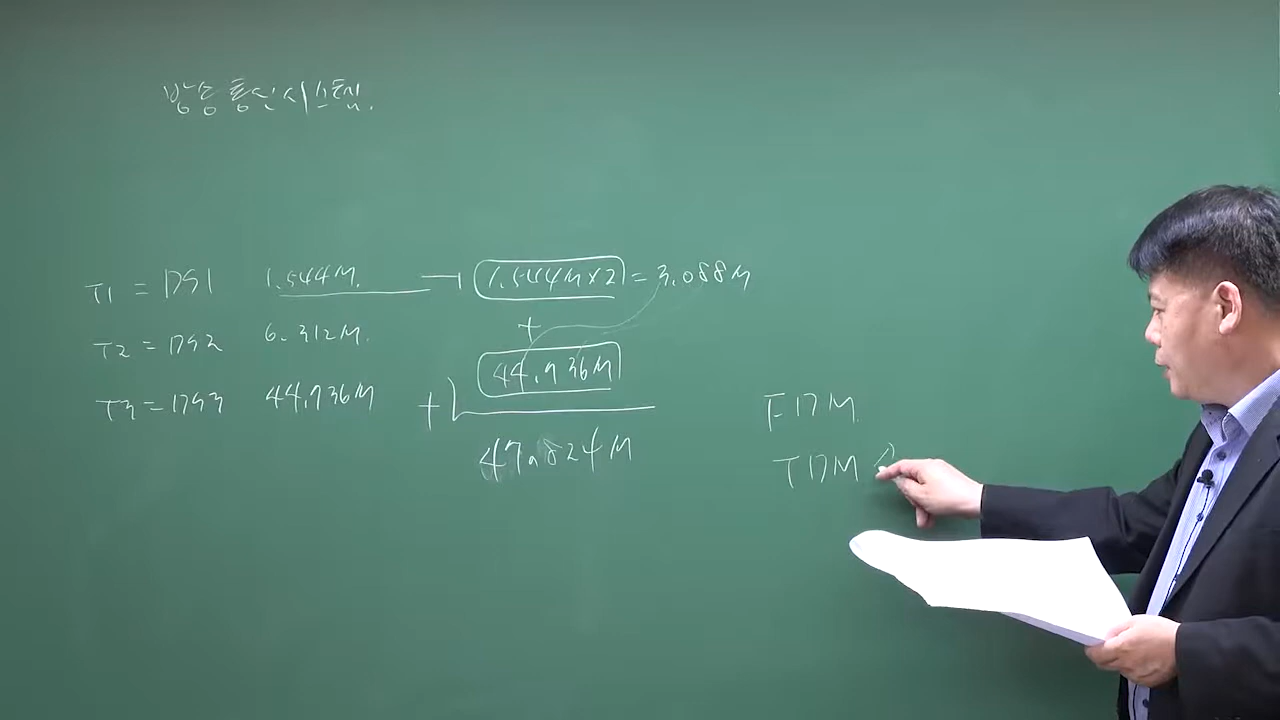 방송통신시스템.
T1 = DS1 1.544M. → 1.544M×2 = 3.088M
T2 = DS2 6.312M. +
T3 = DS3 44.736M + 44.736M
47.824M
FDM
TDM